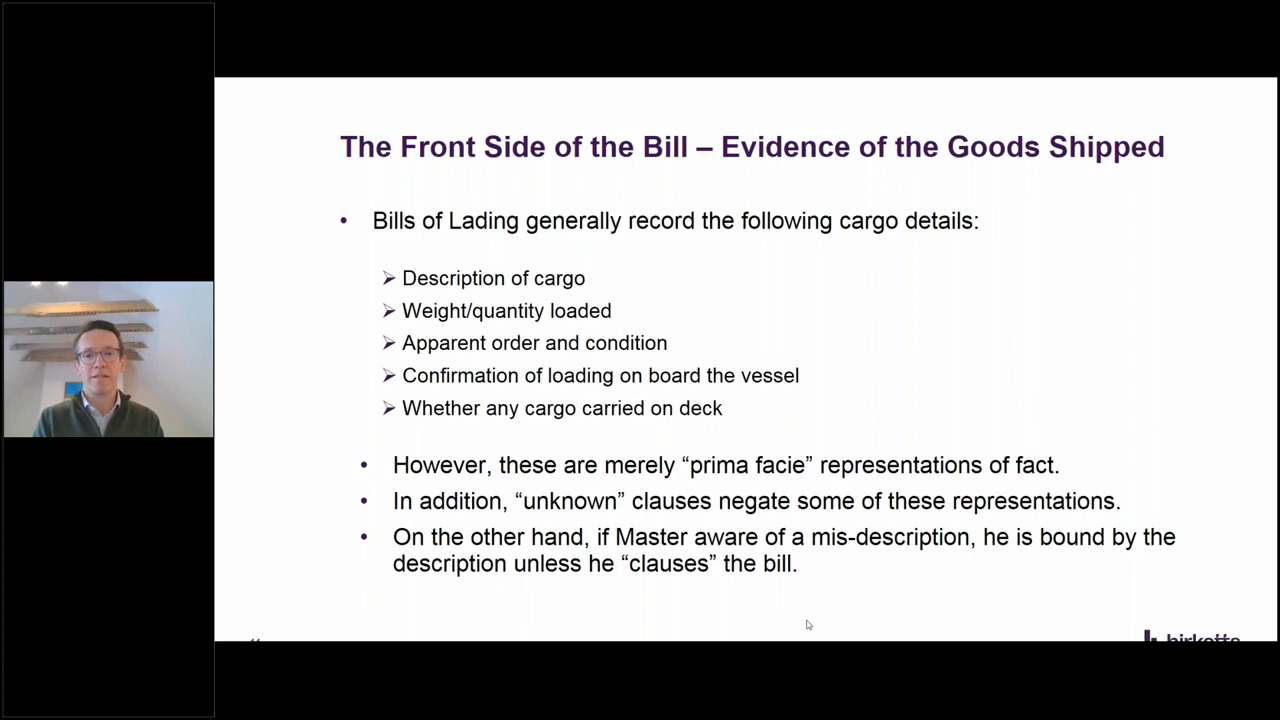 The Front Side of the Bill – Evidence of the Goods Shipped
• Bills of Lading generally record the following cargo details:
➢ Description of cargo
➢ Weight/quantity loaded
➢ Apparent order and condition
➢ Confirmation of loading on board the vessel
➢ Whether any cargo carried on deck
• However, these are merely “prima facie” representations of fact.
• In addition, “unknown” clauses negate some of these representations.
• On the other hand, if Master aware of a mis-description, he is bound by the
description unless he “clauses” the bill.
birketts